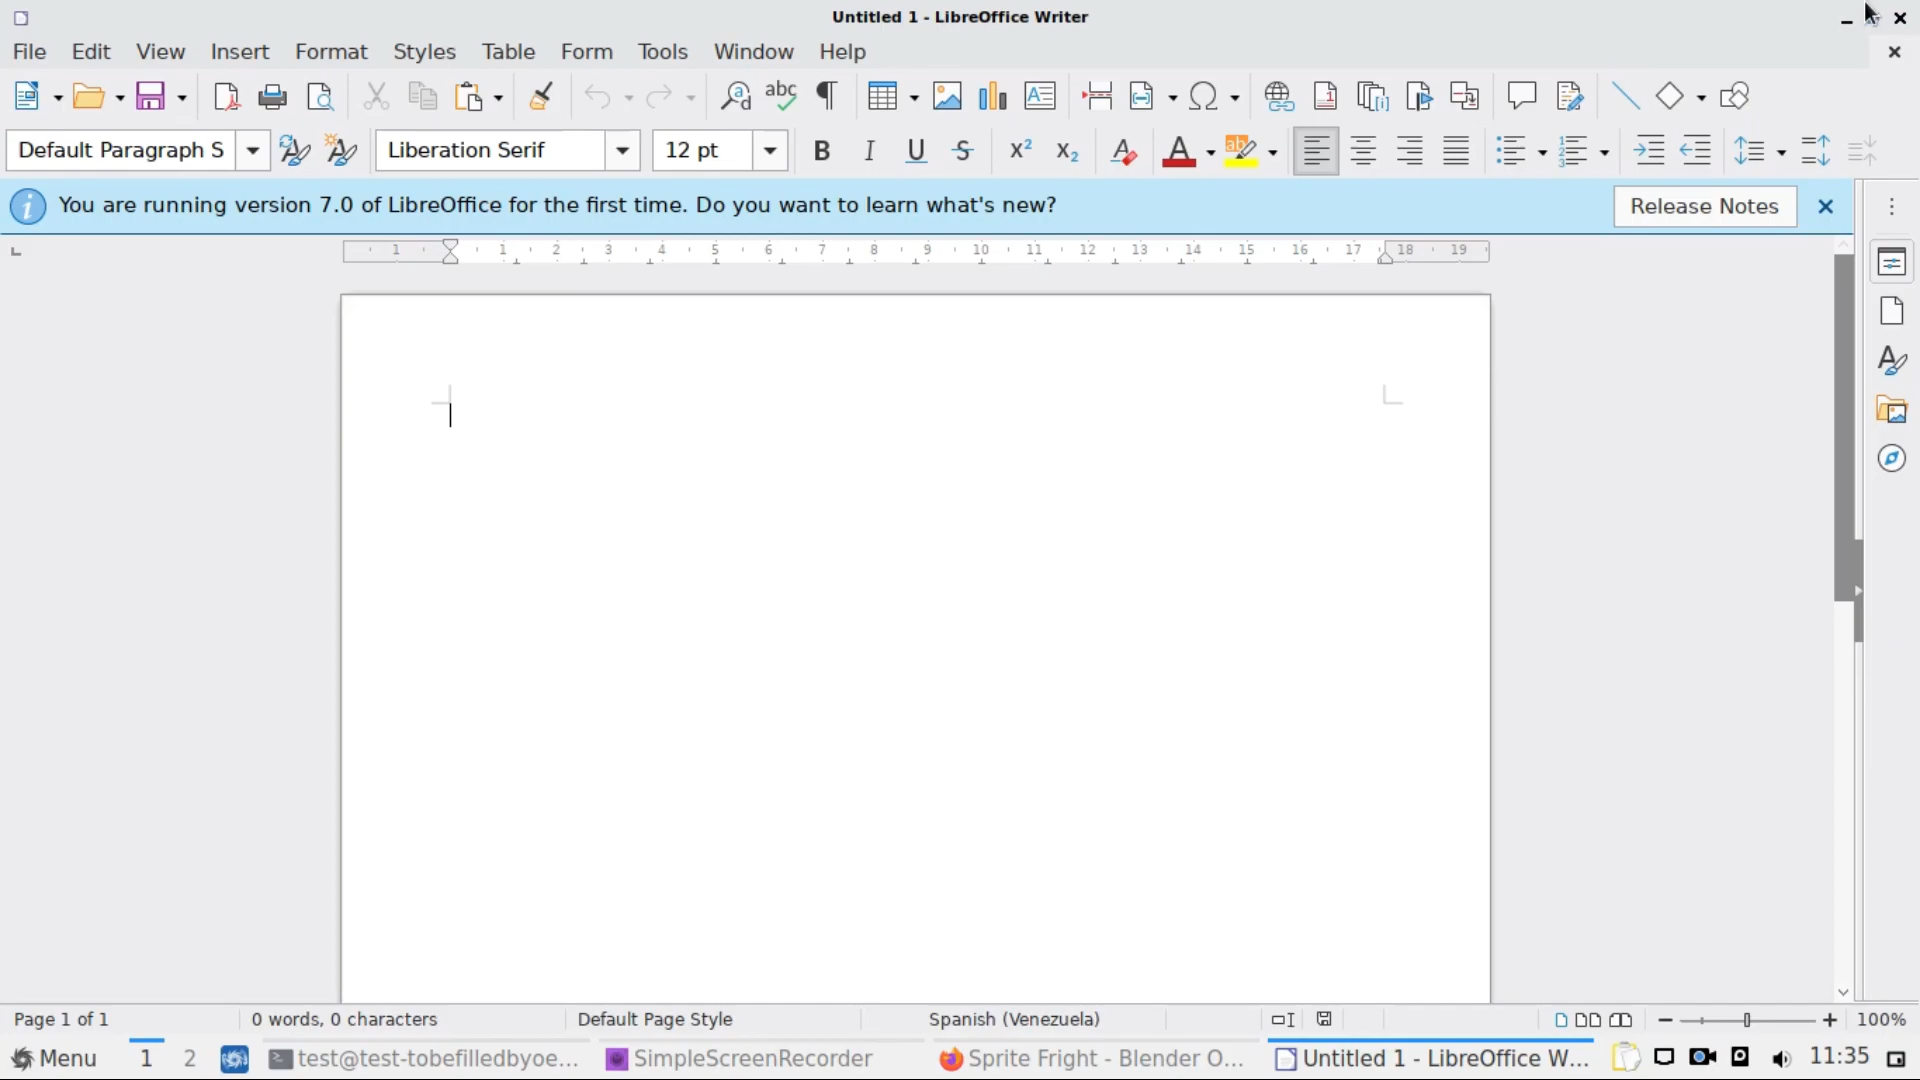 Untitled 1 - LibreOffice Writer
File Edit View Insert Format Styles Table Form Tools Window Help
Default Paragraph S Liberation Serif 12 pt
You are running version 7.0 of LibreOffice for the first time. Do you want to learn what's new? Release Notes
1 1 2 3 4 5 6 7 8 9 10 11 12 13 14 15 16 17 18 19
Page 1 of 1 0 words, 0 characters Default Page Style Spanish (Venezuela) 100%
Menu 1 2 test@test-tobefilledbyoe... SimpleScreenRecorder Sprite Fright - Blender O... Untitled 1 - LibreOffice W... 11:35